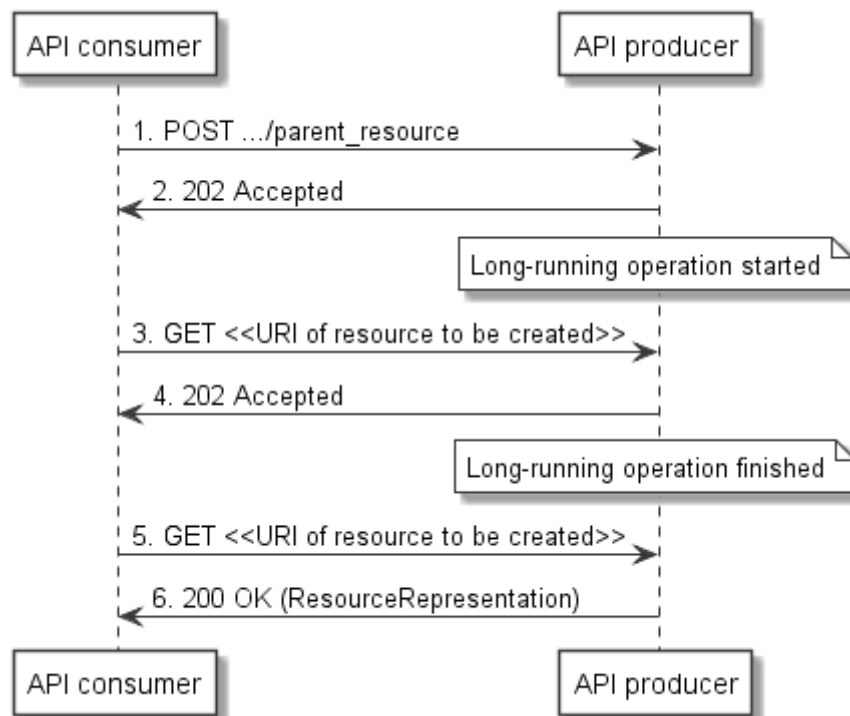 API consumer
API producer
1. POST .../parent_resource
2. 202 Accepted
Long-running operation started
3. GET <<URI of resource to be created>>
4. 202 Accepted
Long-running operation finished
5. GET <<URI of resource to be created>>
6. 200 OK (ResourceRepresentation)
API consumer
API producer